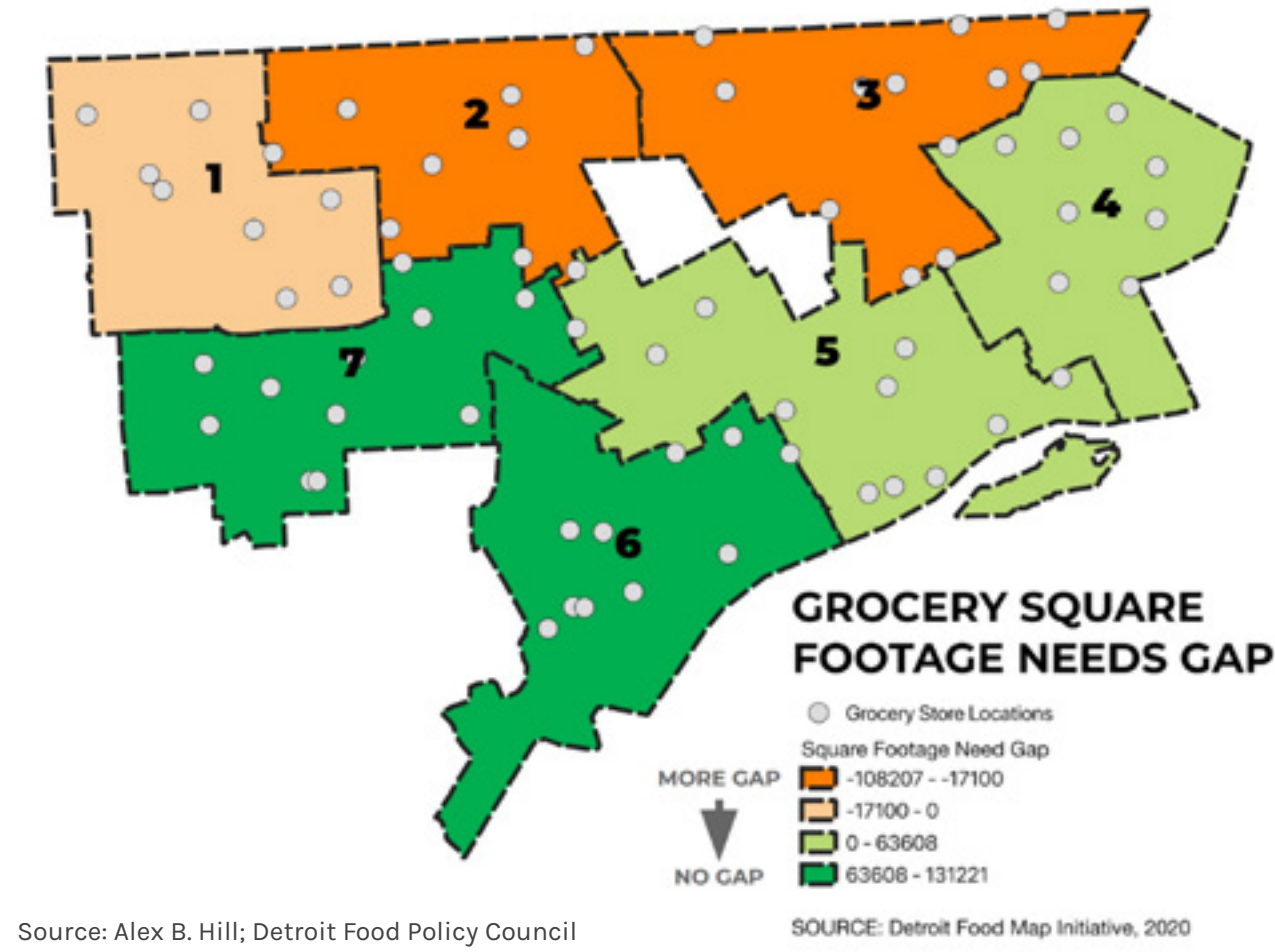 2
3
1
4
5
7
6
GROCERY SQUARE
FOOTAGE NEEDS GAP
Grocery Store Locations
Square Footage Need Gap
MORE GAP
-108207 - -17100
-17100 - 0
0 - 63608
NO GAP
63608 - 131221
Source: Alex B. Hill; Detroit Food Policy Council
SOURCE: Detroit Food Map Initiative, 2020